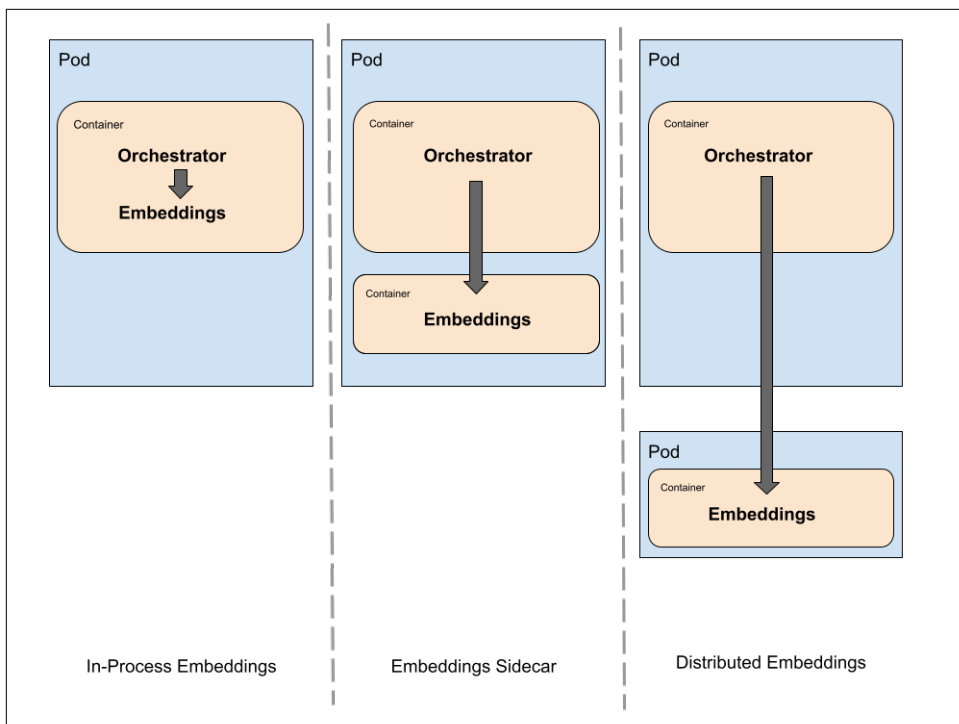 Pod
Container
Orchestrator
Embeddings
In-Process Embeddings
Pod
Container
Orchestrator
Container
Embeddings
Embeddings Sidecar
Pod
Container
Orchestrator
Pod
Container
Embeddings
Distributed Embeddings